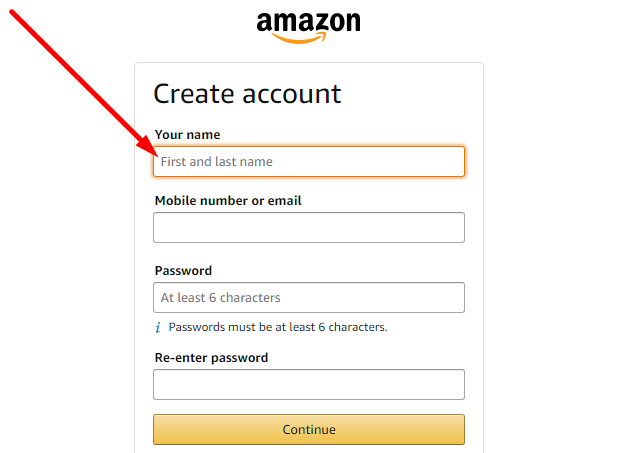 amazon
Create account
Your name
First and last name
Mobile number or email
Password
At least 6 characters
i Passwords must be at least 6 characters.
Re-enter password
Continue